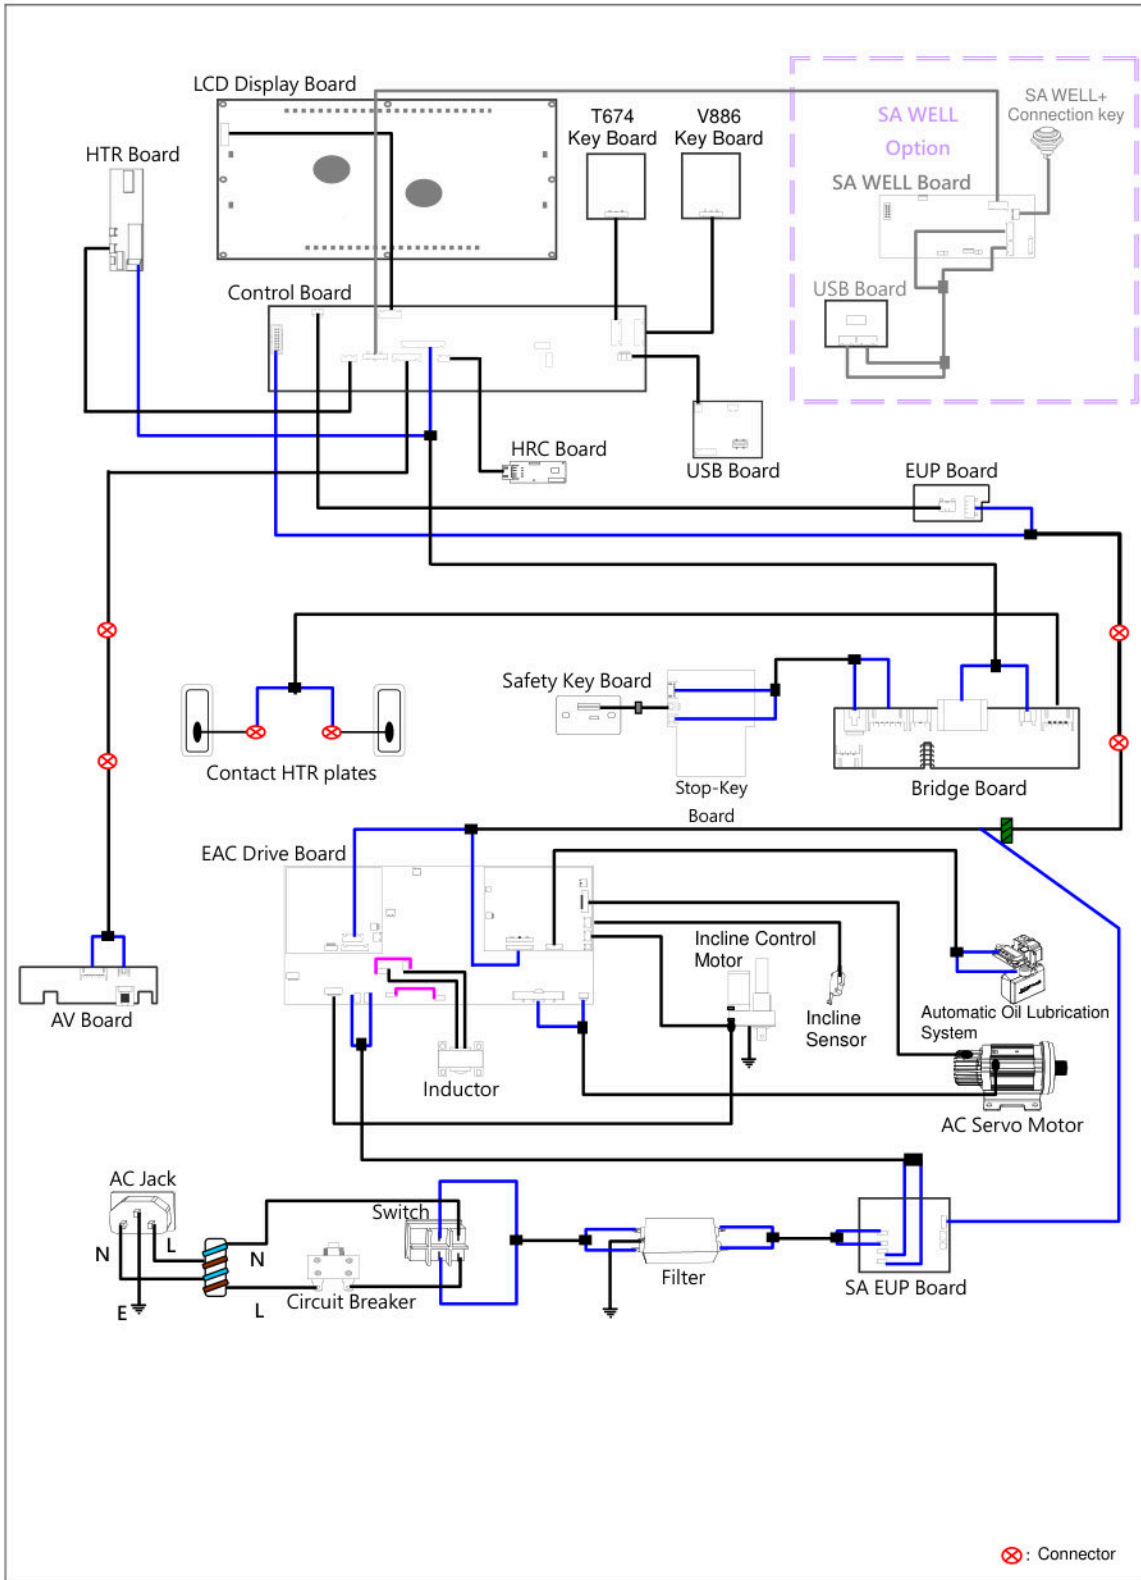 LCD Display Board
T674
Key Board
V886
Key Board
SA WELL
Option
SA WELL+
Connection key
HTR Board
SA WELL Board
USB Board
Control Board
HRC Board
USB Board
EUP Board
Safety Key Board
Contact HTR plates
Stop-Key
Board
Bridge Board
EAC Drive Board
Incline Control
Motor
Incline
Sensor
Automatic Oil Lubrication
System
AV Board
Inductor
AC Servo Motor
AC Jack
N
L
E
N
L
Circuit Breaker
Switch
Filter
SA EUP Board
: Connector